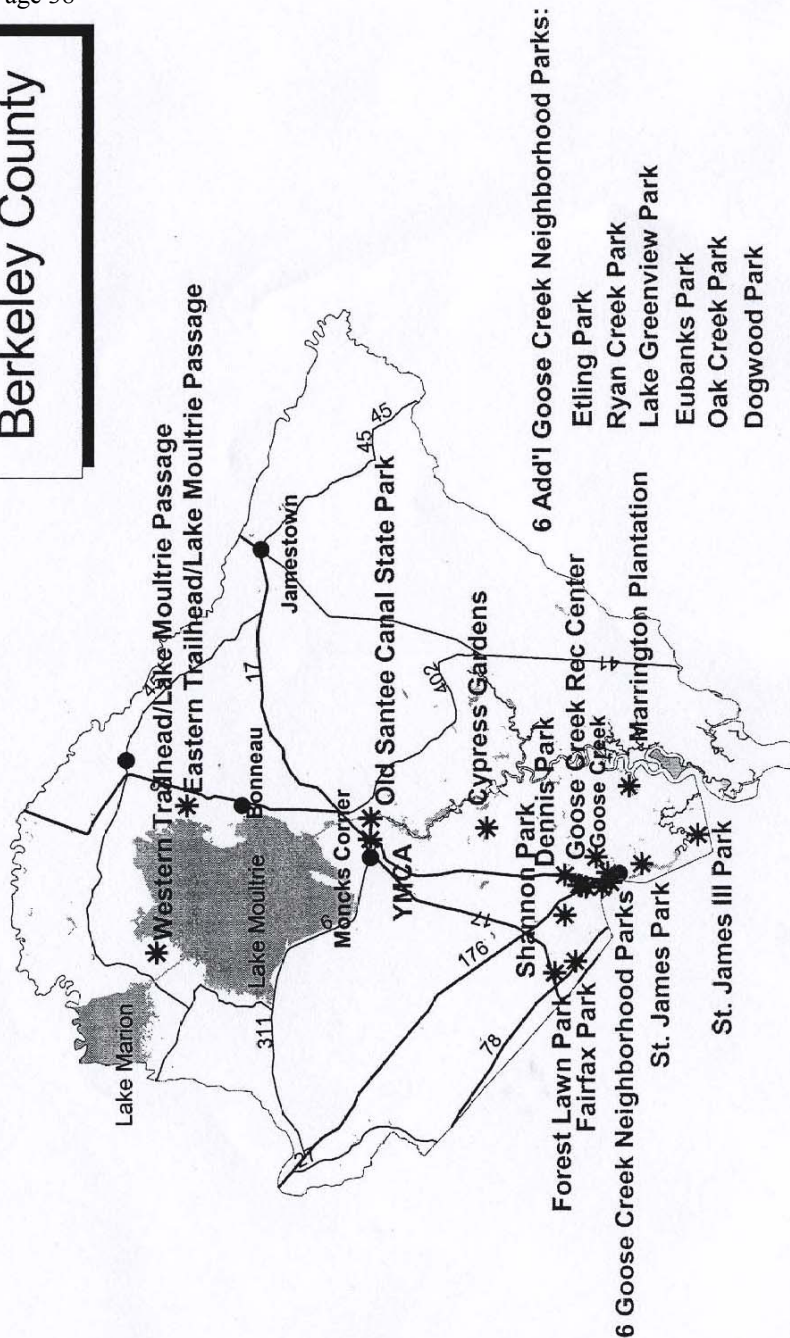 age 38
Berkeley County
Western Trailhead/Lake Moultrie Passage
Eastern Trailhead/Lake Moultrie Passage
Lake Marion
Lake Moultrie
Bonneau
Jamestown
45
45
45
17
311
6
27
Moncks Corner
Old Santee Canal State Park
YMCA
402
176
17
78
Cypress Gardens
Shannon Park
Dennis Park
Goose Creek Rec Center
Goose Creek
Marrington Plantation
Forest Lawn Park
Fairfax Park
6 Goose Creek Neighborhood Parks
St. James Park
St. James III Park
6 Add'l Goose Creek Neighborhood Parks:
Etling Park
Ryan Creek Park
Lake Greenview Park
Eubanks Park
Oak Creek Park
Dogwood Park